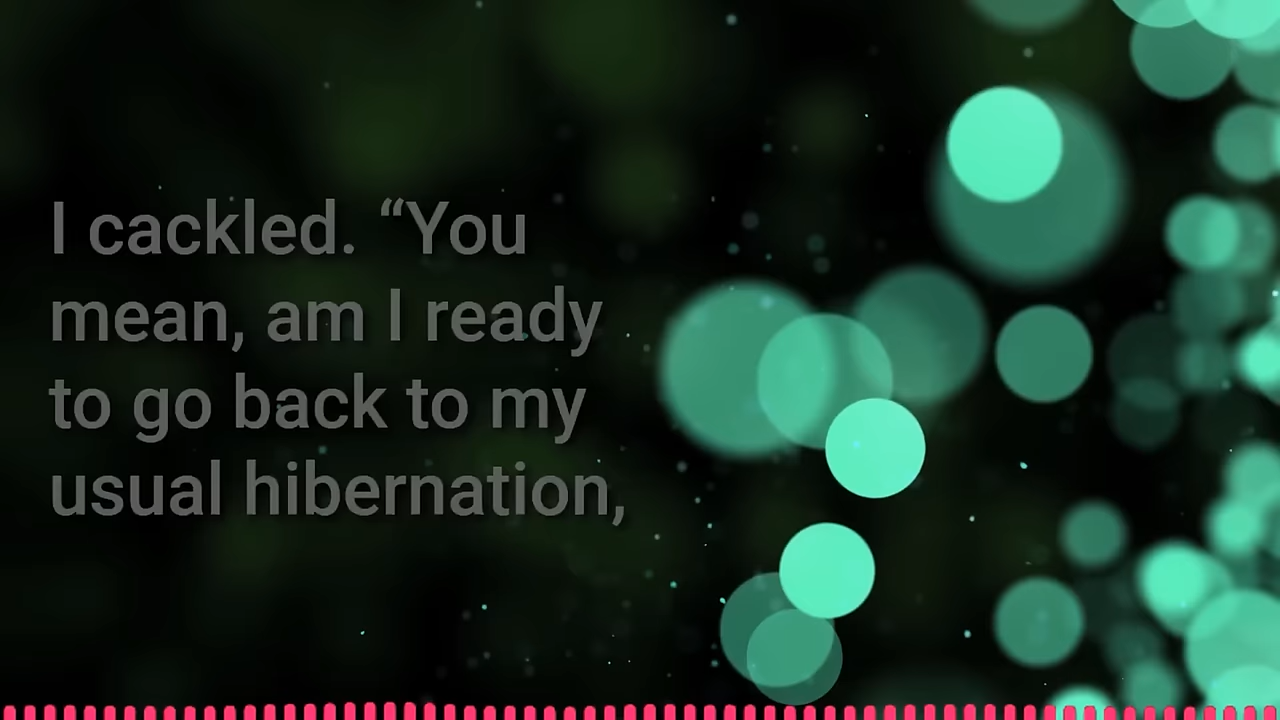 I cackled. “You
mean, am I ready
to go back to my
usual hibernation,